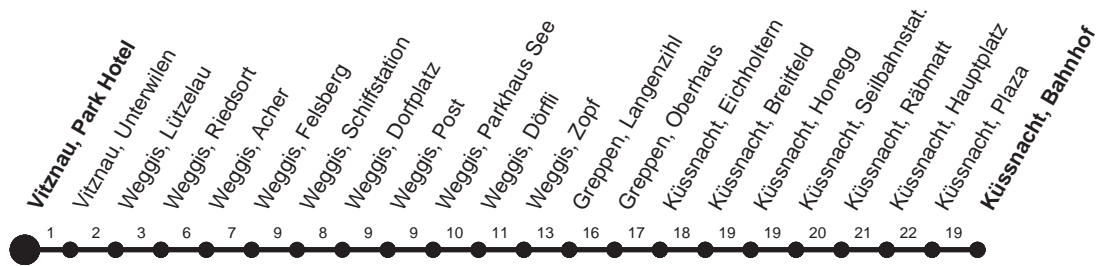 Vitznau, Park Hotel
Vitznau, Unterwilen
Weggis, Lützelau
Weggis, Riedsort
Weggis, Acher
Weggis, Felsberg
Weggis, Schiffstation
Weggis, Dorfplatz
Weggis, Post
Weggis, Parkhaus See
Weggis, Dörfli
Weggis, Zopf
Greppen, Langenzihl
Greppen, Oberhaus
Küssnacht, Eichholtern
Küssnacht, Breitfeld
Küssnacht, Honegg
Küssnacht, Seilbahnstat.
Küssnacht, Räbmatt
Küssnacht, Hauptplatz
Küssnacht, Plaza
Küssnacht, Bahnhof
1 2 3 6 7 9 8 9 9 10 11 13 16 17 18 19 19 20 21 22 19